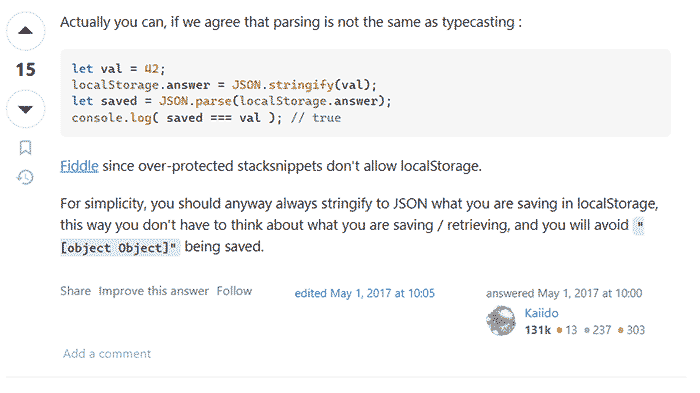 Actually you can, if we agree that parsing is not the same as typecasting :
15
let val = 42;
localStorage.answer = JSON.stringify(val);
let saved = JSON.parse(localStorage.answer);
console.log( saved === val ); // true
Fiddle since over-protected stacksnippets don't allow localStorage.
For simplicity, you should anyway always stringify to JSON what you are saving in localStorage,
this way you don't have to think about what you are saving / retrieving, and you will avoid "
[object Object]" being saved.
Share Improve this answer Follow
edited May 1, 2017 at 10:05
answered May 1, 2017 at 10:00
Kaiido
131k 13 237 303
Add a comment